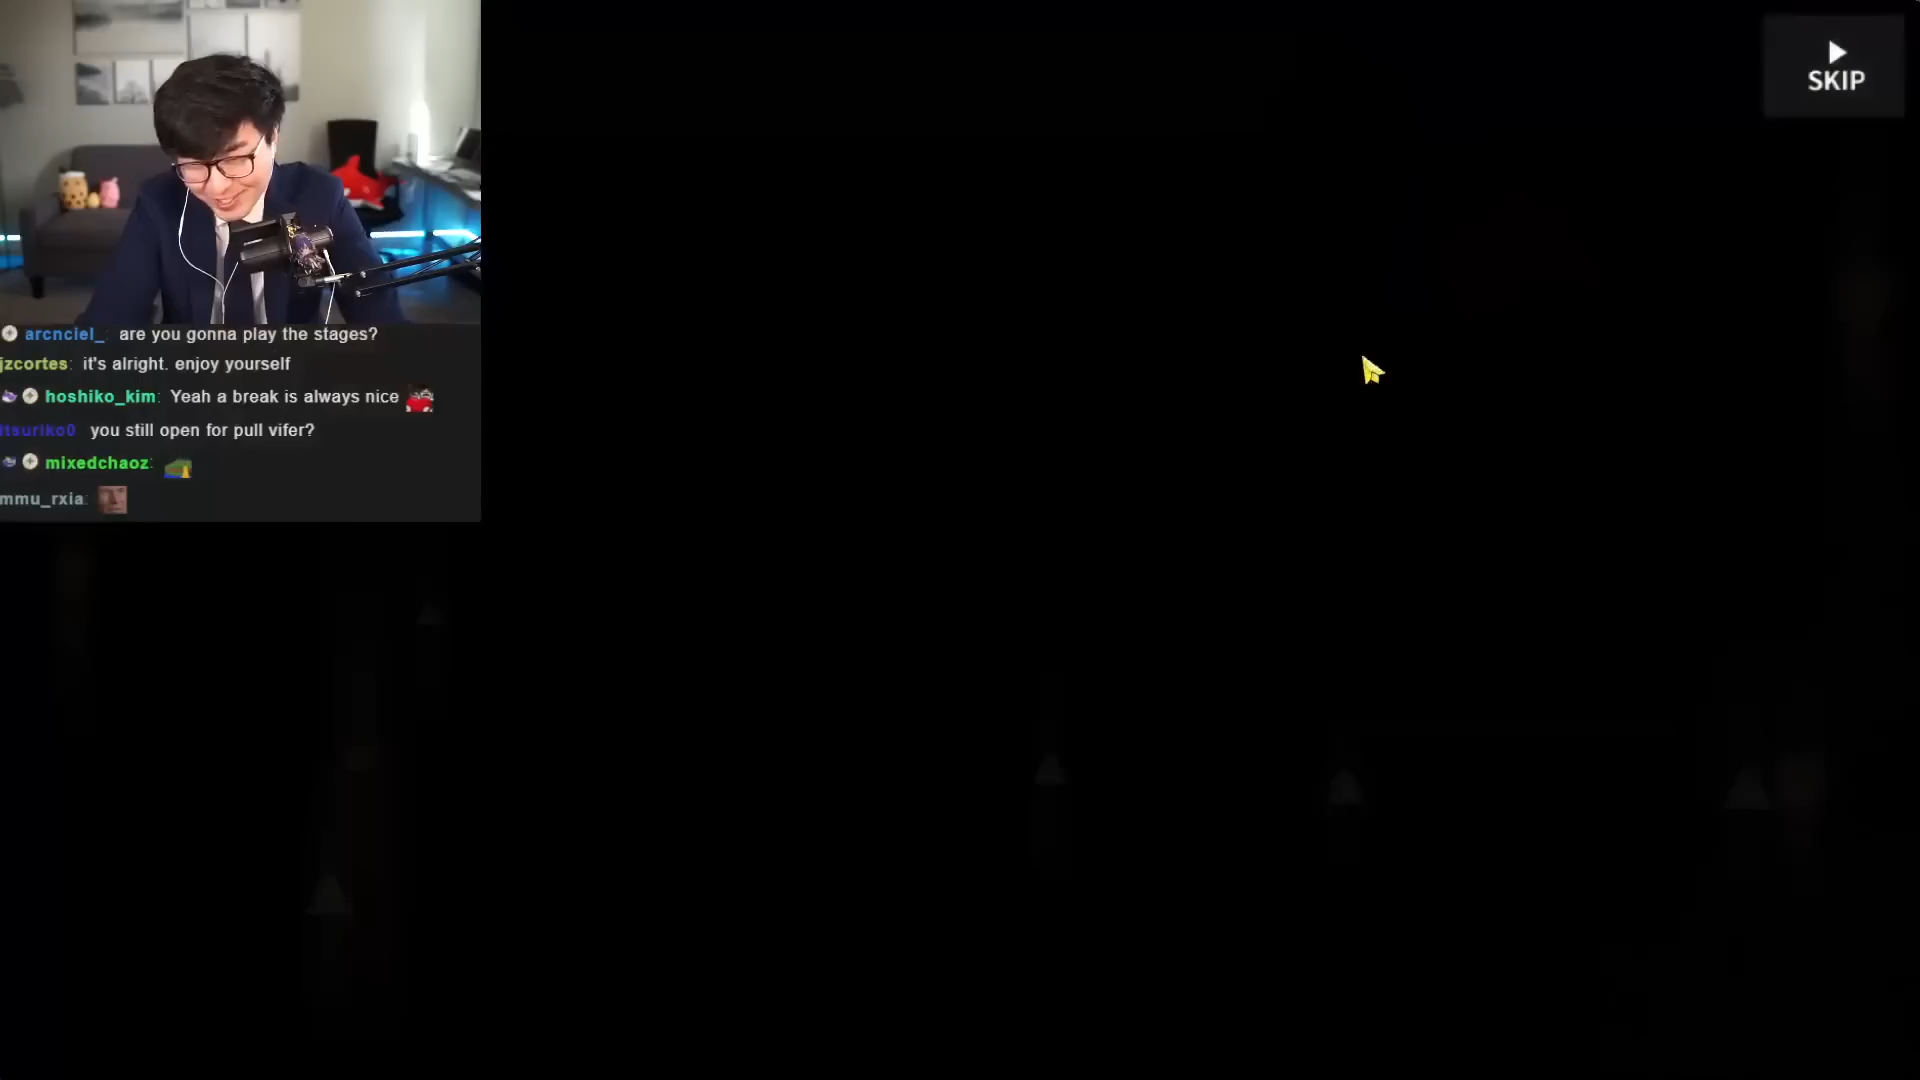 SKIP
arcnciel_: are you gonna play the stages?
jzcortes: it's alright. enjoy yourself
hoshiko_kim: Yeah a break is always nice
itsuriko0 you still open for pull vifer?
mixedchaoz:
mmu_rxia: